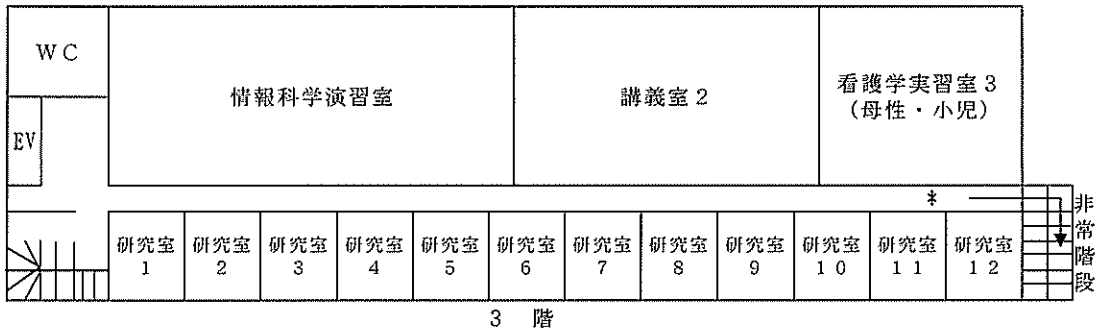 WC
情報科学演習室
講義室2
看護学実習室3
(母性・小児)
EV
非常階段
研究室
1
研究室
2
研究室
3
研究室
4
研究室
5
研究室
6
研究室
7
研究室
8
研究室
9
研究室
10
研究室
11
研究室
12
3 階